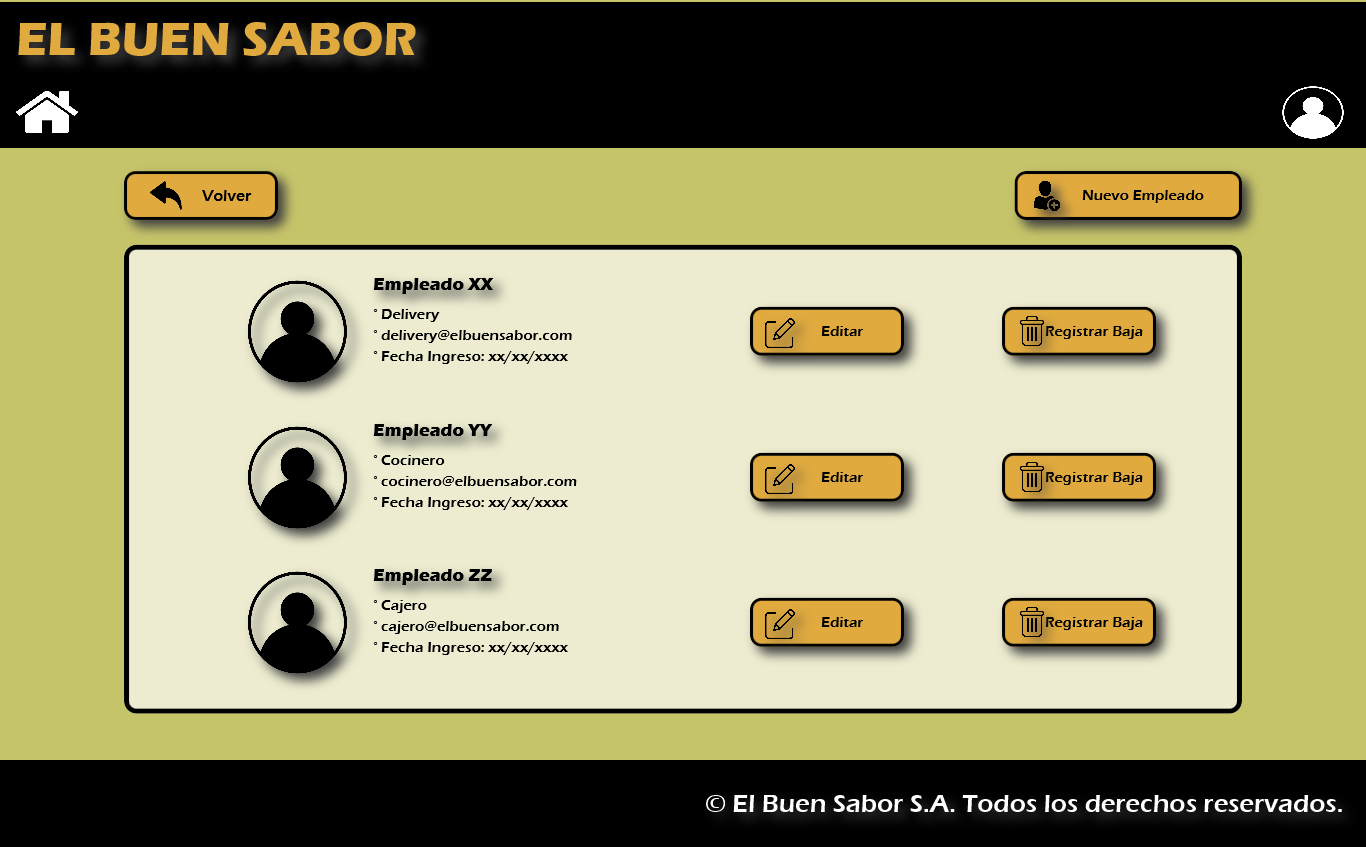 EL BUEN SABOR
Volver
Nuevo Empleado
Empleado XX
° Delivery
° delivery@elbuensabor.com
° Fecha Ingreso: xx/xx/xxxx
Editar
Registrar Baja
Empleado YY
° Cocinero
° cocinero@elbuensabor.com
° Fecha Ingreso: xx/xx/xxxx
Editar
Registrar Baja
Empleado ZZ
° Cajero
° cajero@elbuensabor.com
° Fecha Ingreso: xx/xx/xxxx
Editar
Registrar Baja
© El Buen Sabor S.A. Todos los derechos reservados.